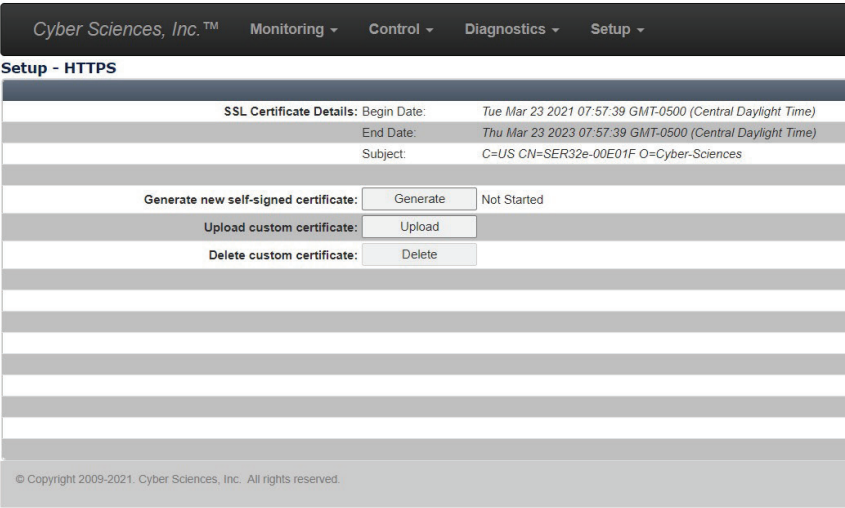 Cyber Sciences, Inc.™ Monitoring Control Diagnostics Setup
Setup - HTTPS
SSL Certificate Details: Begin Date: Tue Mar 23 2021 07:57:39 GMT-0500 (Central Daylight Time)
End Date: Thu Mar 23 2023 07:57:39 GMT-0500 (Central Daylight Time)
Subject: C=US CN=SER32e-00E01F O=Cyber-Sciences
Generate new self-signed certificate: Generate Not Started
Upload custom certificate: Upload
Delete custom certificate: Delete
© Copyright 2009-2021. Cyber Sciences, Inc. All rights reserved.